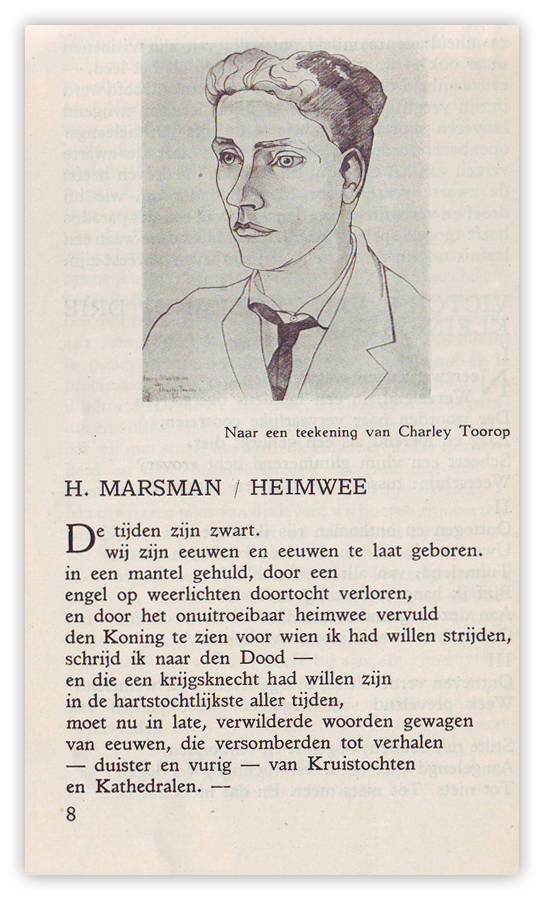 Naar een teekening van Charley Toorop
H. MARSMAN / HEIMWEE
De tijden zijn zwart.
wij zijn eeuwen en eeuwen te laat geboren.
in een mantel gehuld, door een
engel op weerlichten doortocht verloren,
en door het onuitroeibaar heimwee vervuld
den Koning te zien voor wien ik had willen strijden,
schrijd ik naar den Dood —
en die een krijgsknecht had willen zijn
in de hartstochtlijkste aller tijden,
moet nu in late, verwilderde woorden gewagen
van eeuwen, die versomberden tot verhalen
— duister en vurig — van Kruistochten
en Kathedralen. —
8